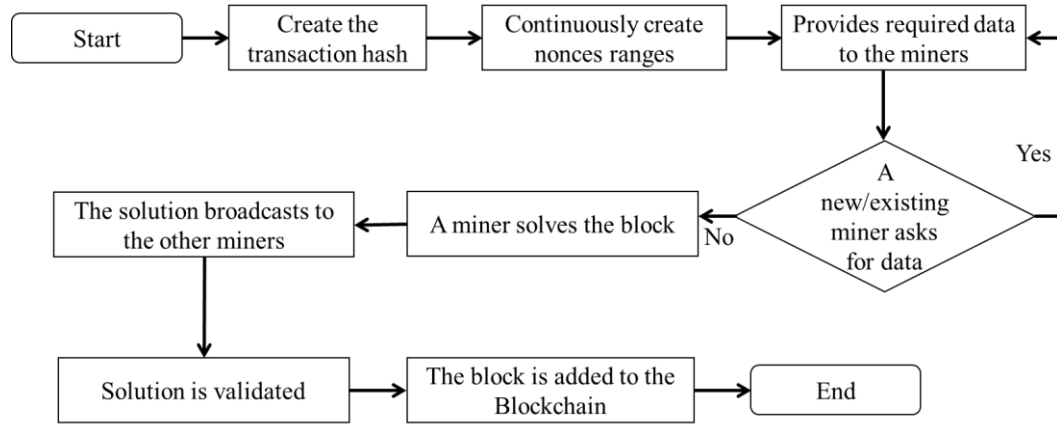 Start
Create the
transaction hash
Continuously create
nonces ranges
Provides required data
to the miners
A
new/existing
miner asks
for data
Yes
No
A miner solves the block
The solution broadcasts to
the other miners
Solution is validated
The block is added to the
Blockchain
End